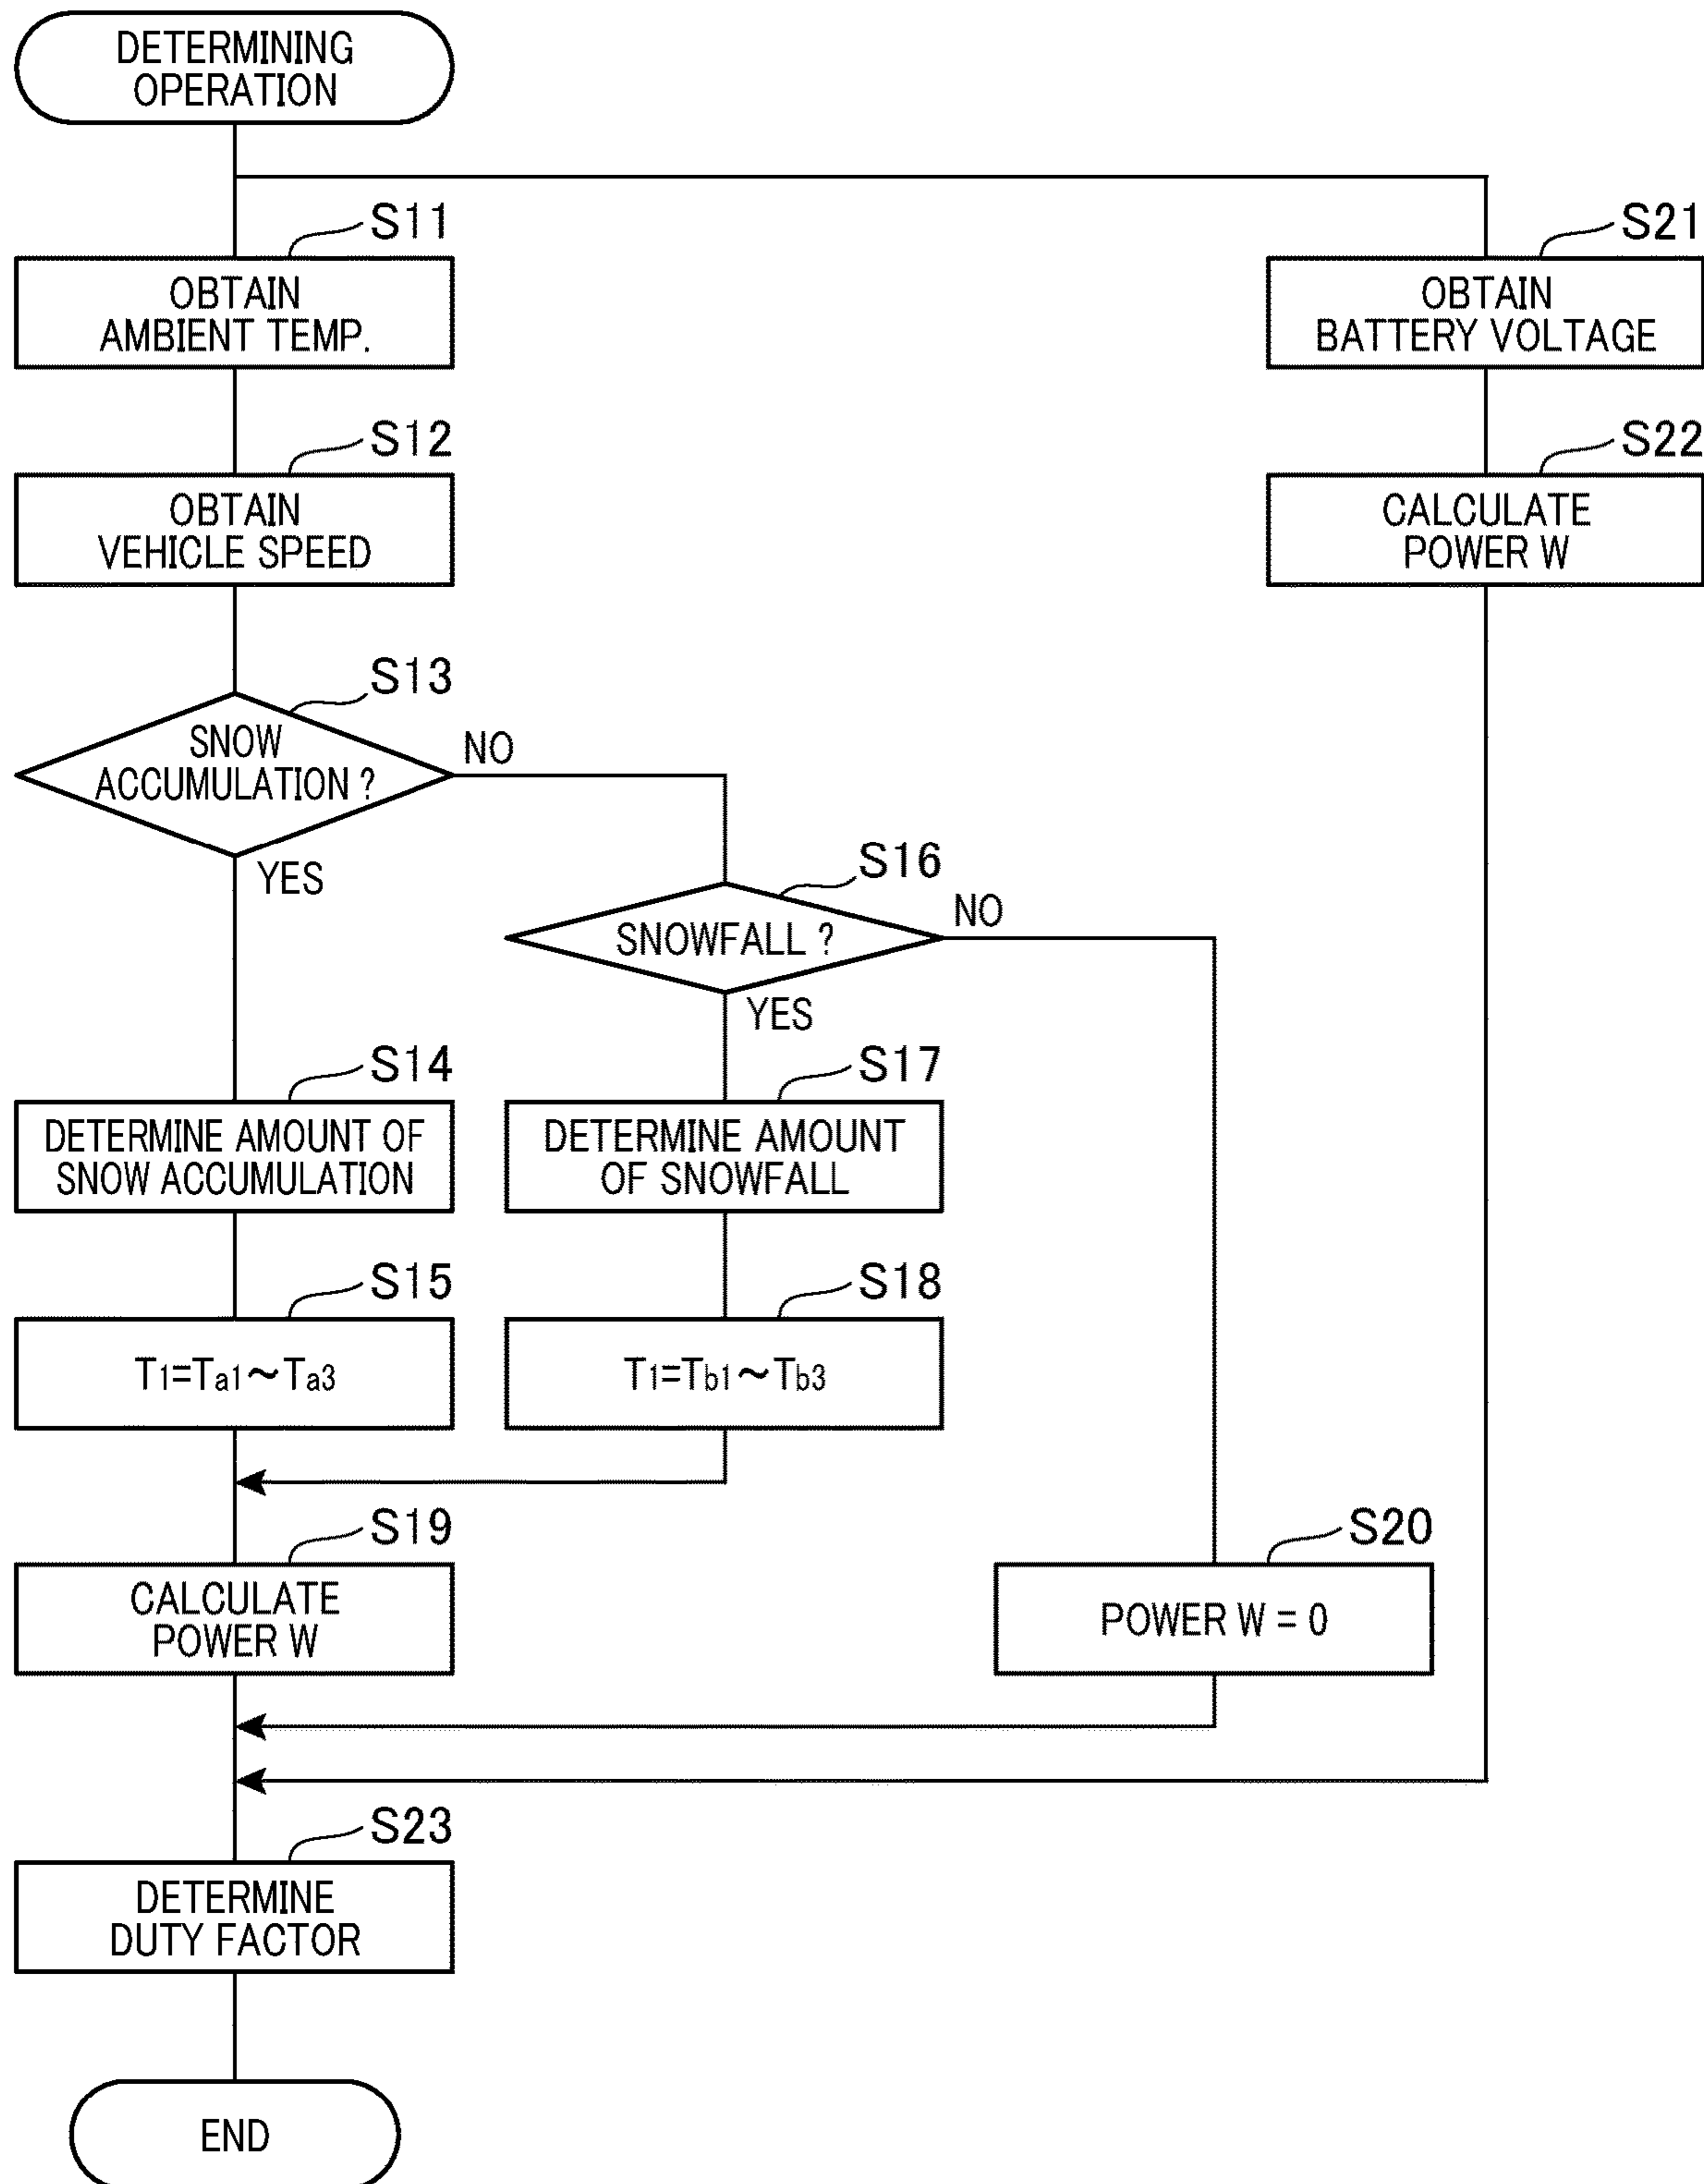 DETERMINING
OPERATION
S11
OBTAIN
AMBIENT TEMP.
S21
OBTAIN
BATTERY VOLTAGE
S12
OBTAIN
VEHICLE SPEED
S22
CALCULATE
POWER W
S13
SNOW
ACCUMULATION ?
NO
YES
S16
SNOWFALL ?
NO
YES
S14
DETERMINE AMOUNT OF
SNOW ACCUMULATION
S17
DETERMINE AMOUNT
OF SNOWFALL
S15
T1=Ta1~Ta3
S18
T1=Tb1~Tb3
S19
CALCULATE
POWER W
S20
POWER W = 0
S23
DETERMINE
DUTY FACTOR
END